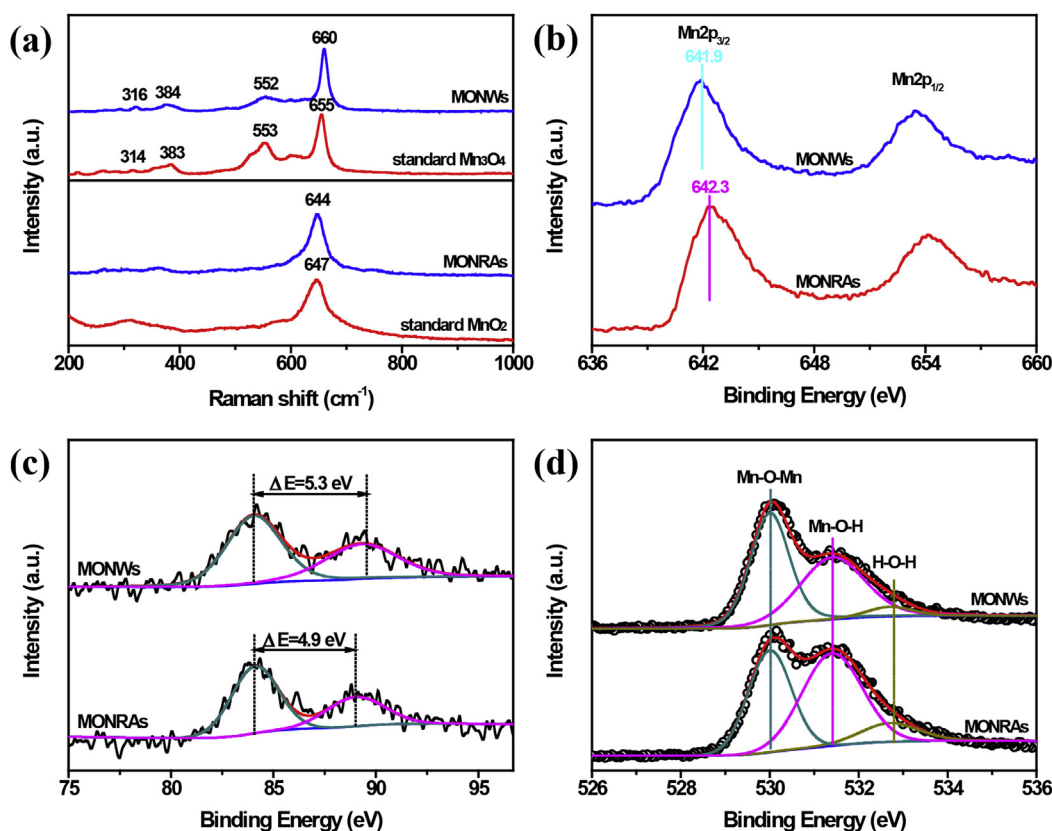 (a)
660
316 384 552
MONWs
655
553
314 383
standard Mn₃O₄
644
MONRAs
647
standard MnO₂
200 400 600 800 1000
Raman shift (cm⁻¹)
Intensity (a.u.)
(b)
Mn2p₃/₂
641.9
Mn2p₁/₂
MONWs
642.3
MONRAs
636 642 648 654 660
Binding Energy (eV)
Intensity (a.u.)
(c)
Δ E=5.3 eV
MONWs
Δ E=4.9 eV
MONRAs
75 80 85 90 95
Binding Energy (eV)
Intensity (a.u.)
(d)
Mn-O-Mn
Mn-O-H
H-O-H
MONWs
MONRAs
526 528 530 532 534 536
Binding Energy (eV)
Intensity (a.u.)